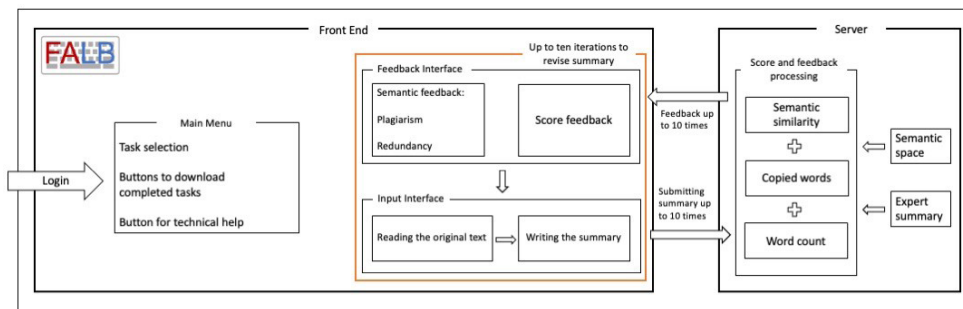 Front End
Server
FALB
Up to ten iterations to
revise summary
Login
Main Menu
Task selection
Buttons to download
completed tasks
Button for technical help
Feedback Interface
Semantic feedback:
Plagiarism
Redundancy
Score feedback
Input Interface
Reading the original text
Writing the summary
Feedback up
to 10 times
Submitting
summary up
to 10 times
Score and feedback
processing
Semantic
similarity
Copied words
Word count
Semantic
space
Expert
summary